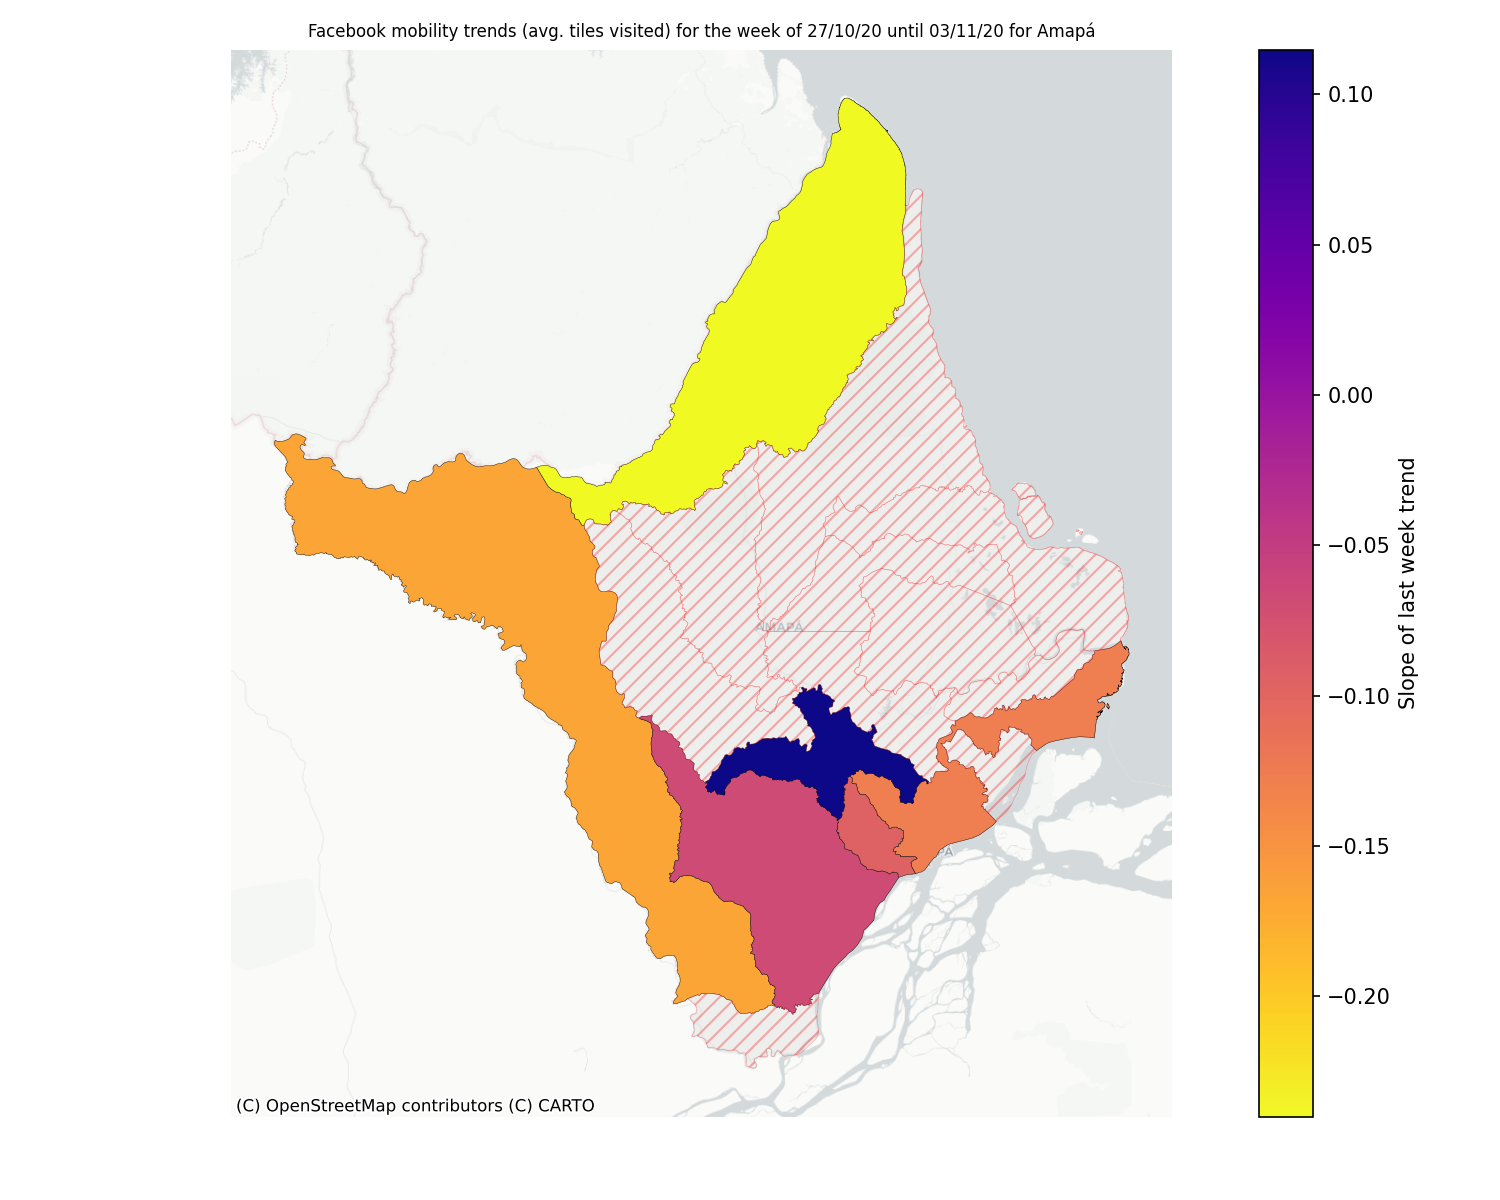 Facebook mobility trends (avg. tiles visited) for the week of 27/10/20 until 03/11/20 for Amapá
0.10
0.05
0.00
−0.05
−0.10
−0.15
−0.20
Slope of last week trend
AMAPÁ
PA
(C) OpenStreetMap contributors (C) CARTO